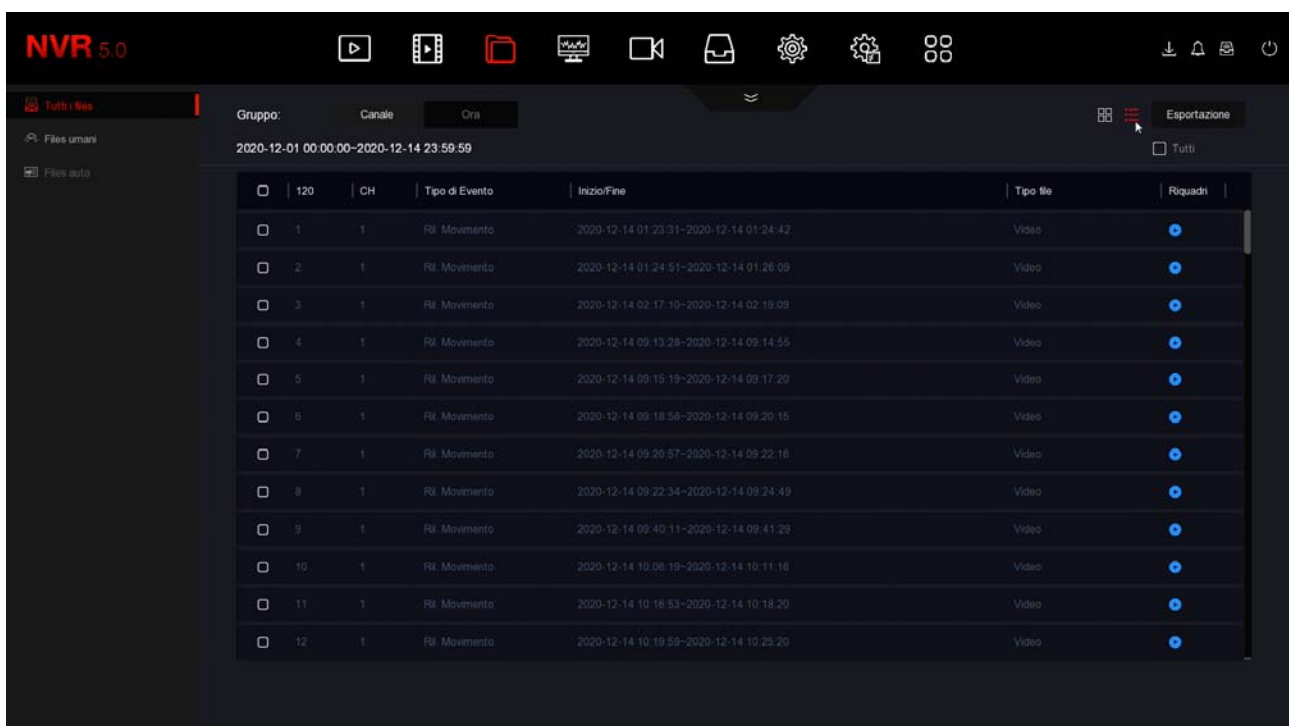 NVR 5.0
Tutti i files
Files umani
Files auto
Gruppo: Canale Ora Esportazione
2020-12-01 00:00:00~2020-12-14 23:59:59 Tutti
120 CH Tipo di Evento Inizio/Fine Tipo file Riquadri
1 1 Ril. Movimento 2020-12-14 01:23:31~2020-12-14 01:24:42 Video
2 1 Ril. Movimento 2020-12-14 01:24:51~2020-12-14 01:26:09 Video
3 1 Ril. Movimento 2020-12-14 02:17:10~2020-12-14 02:19:09 Video
4 1 Ril. Movimento 2020-12-14 09:13:28~2020-12-14 09:14:55 Video
5 1 Ril. Movimento 2020-12-14 09:15:19~2020-12-14 09:17:20 Video
6 1 Ril. Movimento 2020-12-14 09:18:58~2020-12-14 09:20:15 Video
7 1 Ril. Movimento 2020-12-14 09:20:57~2020-12-14 09:22:16 Video
8 1 Ril. Movimento 2020-12-14 09:22:34~2020-12-14 09:24:49 Video
9 1 Ril. Movimento 2020-12-14 09:40:11~2020-12-14 09:41:29 Video
10 1 Ril. Movimento 2020-12-14 10:06:19~2020-12-14 10:11:16 Video
11 1 Ril. Movimento 2020-12-14 10:16:53~2020-12-14 10:18:20 Video
12 1 Ril. Movimento 2020-12-14 10:19:59~2020-12-14 10:25:20 Video